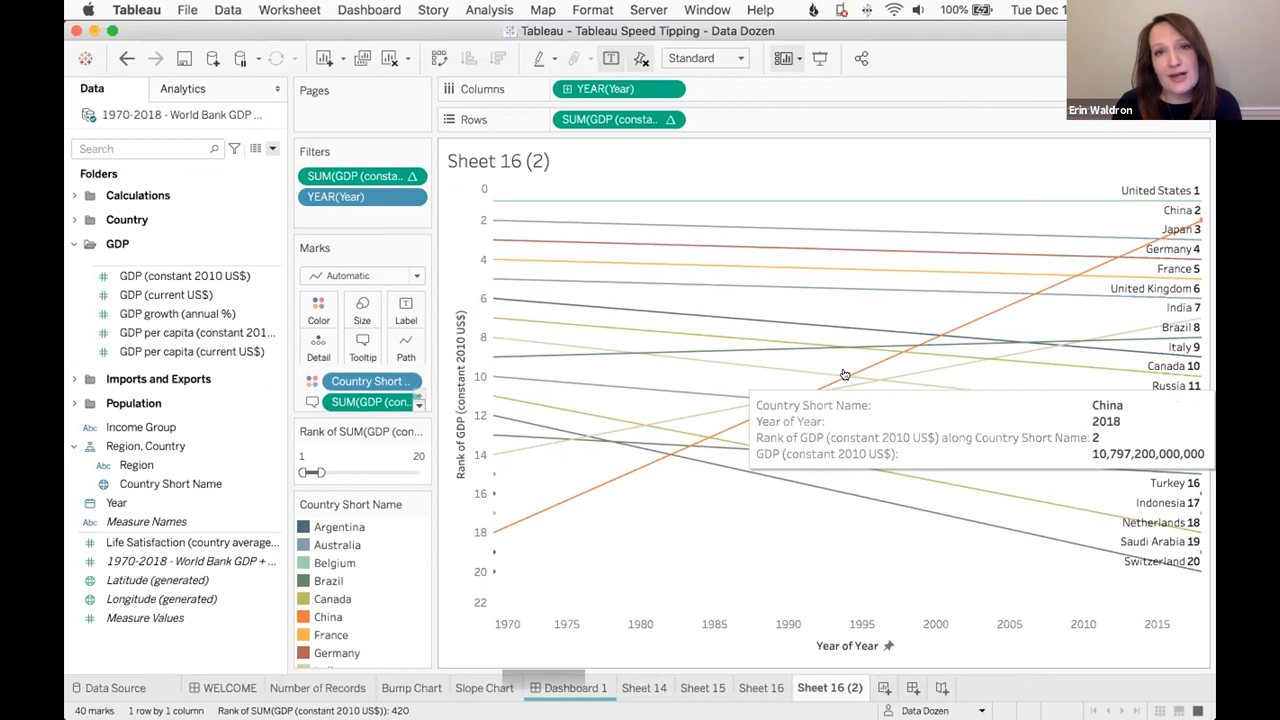 Tableau File Data Worksheet Dashboard Story Analysis Map Format Server Window Help 100% Tue Dec 1
Tableau - Tableau Speed Tipping - Data Dozen
Standard
Erin Waldron
Data Analytics
1970-2018 - World Bank GDP ...
Search
Folders
Calculations
Country
GDP
GDP (constant 2010 US$)
GDP (current US$)
GDP growth (annual %)
GDP per capita (constant 201...
GDP per capita (current US$)
Imports and Exports
Population
Abc Income Group
Region, Country
Abc Region
Country Short Name
Year
Abc Measure Names
Life Satisfaction (country average...
1970-2018 - World Bank GDP + ...
Latitude (generated)
Longitude (generated)
Measure Values
Pages
Filters
SUM(GDP (consta.. Δ
YEAR(Year)
Marks
Automatic
Color Size Label
Detail Tooltip Path
Country Short ..
SUM(GDP (con..
Rank of SUM(GDP (con...
1 20
Country Short Name
Argentina
Australia
Belgium
Brazil
Canada
China
France
Germany
Columns YEAR(Year)
Rows SUM(GDP (consta.. Δ
Sheet 16 (2)
Rank of GDP (constant 2010 US$)
0
2
4
6
8
10
12
14
16
18
20
22
United States 1
China 2
Japan 3
Germany 4
France 5
United Kingdom 6
India 7
Brazil 8
Italy 9
Canada 10
Russia 11
Country Short Name: China
Year of Year: 2018
Rank of GDP (constant 2010 US$) along Country Short Name: 2
GDP (constant 2010 US$): 10,797,200,000,000
Turkey 16
Indonesia 17
Netherlands 18
Saudi Arabia 19
Switzerland 20
1970 1975 1980 1985 1990 1995 2000 2005 2010 2015
Year of Year
Data Source WELCOME Number of Records Bump Chart Slope Chart Dashboard 1 Sheet 14 Sheet 15 Sheet 16 Sheet 16 (2)
40 marks 1 row by 1 column Rank of SUM(GDP (constant 2010 US$)): 420 Data Dozen